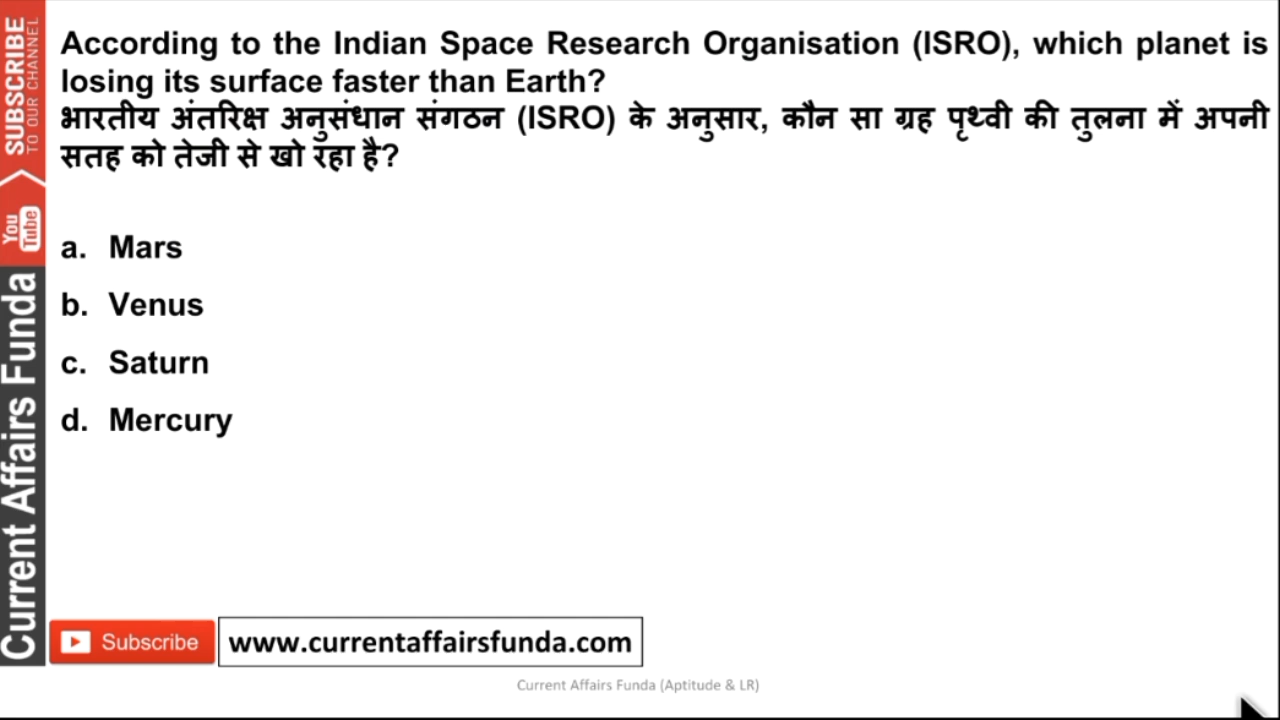 According to the Indian Space Research Organisation (ISRO), which planet is
losing its surface faster than Earth?
भारतीय अंतरिक्ष अनुसंधान संगठन (ISRO) के अनुसार, कौन सा ग्रह पृथ्वी की तुलना में अपनी
सतह को तेजी से खो रहा है?
a. Mars
b. Venus
c. Saturn
d. Mercury
SUBSCRIBE
TO OUR CHANNEL
You
Tube
Current Affairs Funda
Subscribe
www.currentaffairsfunda.com
Current Affairs Funda (Aptitude & LR)